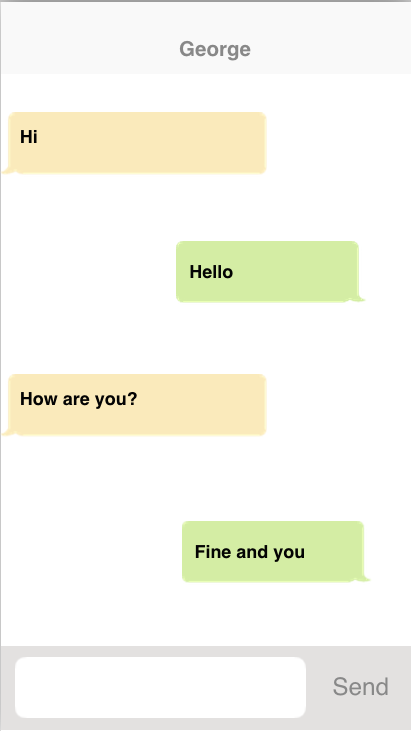 George
Hi
Hello
How are you?
Fine and you
Send